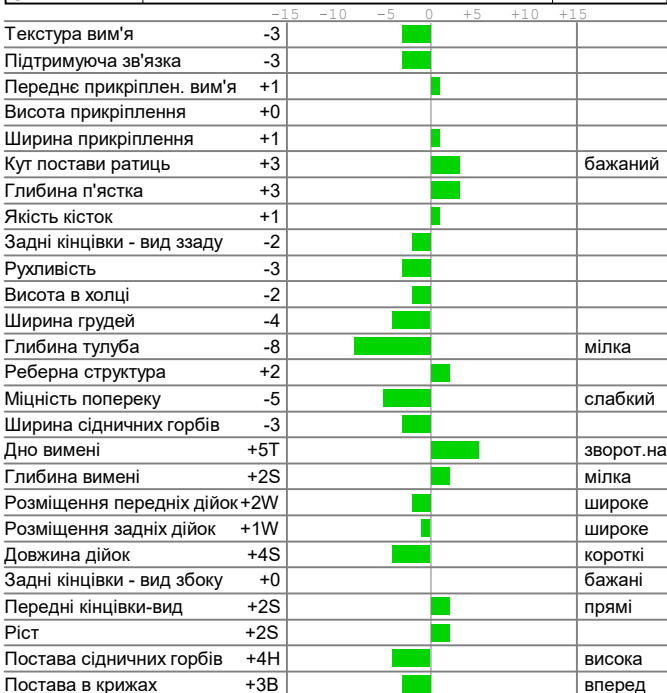 -15 -10 -5 0 +5 +10 +15
Текстура вим'я -3
Підтримуюча зв'язка -3
Переднє прикріплен. вим'я +1
Висота прикріплення +0
Ширина прикріплення +1
Кут постави ратиць +3 бажаний
Глибина п'ястка +3
Якість кісток +1
Задні кінцівки - вид ззаду -2
Рухливість -3
Висота в холці -2
Ширина грудей -4
Глибина тулуба -8 мілка
Реберна структура +2
Міцність попереку -5 слабкий
Ширина сідничних горбів -3
Дно вимені +5T зворот.на
Глибина вимені +2S мілка
Розміщення передніх дійок +2W широке
Розміщення задніх дійок +1W широке
Довжина дійок +4S короткі
Задні кінцівки - вид збоку +0 бажані
Передні кінцівки-вид +2S прямі
Ріст +2S
Постава сідничних горбів +4H висока
Постава в крижах +3B вперед